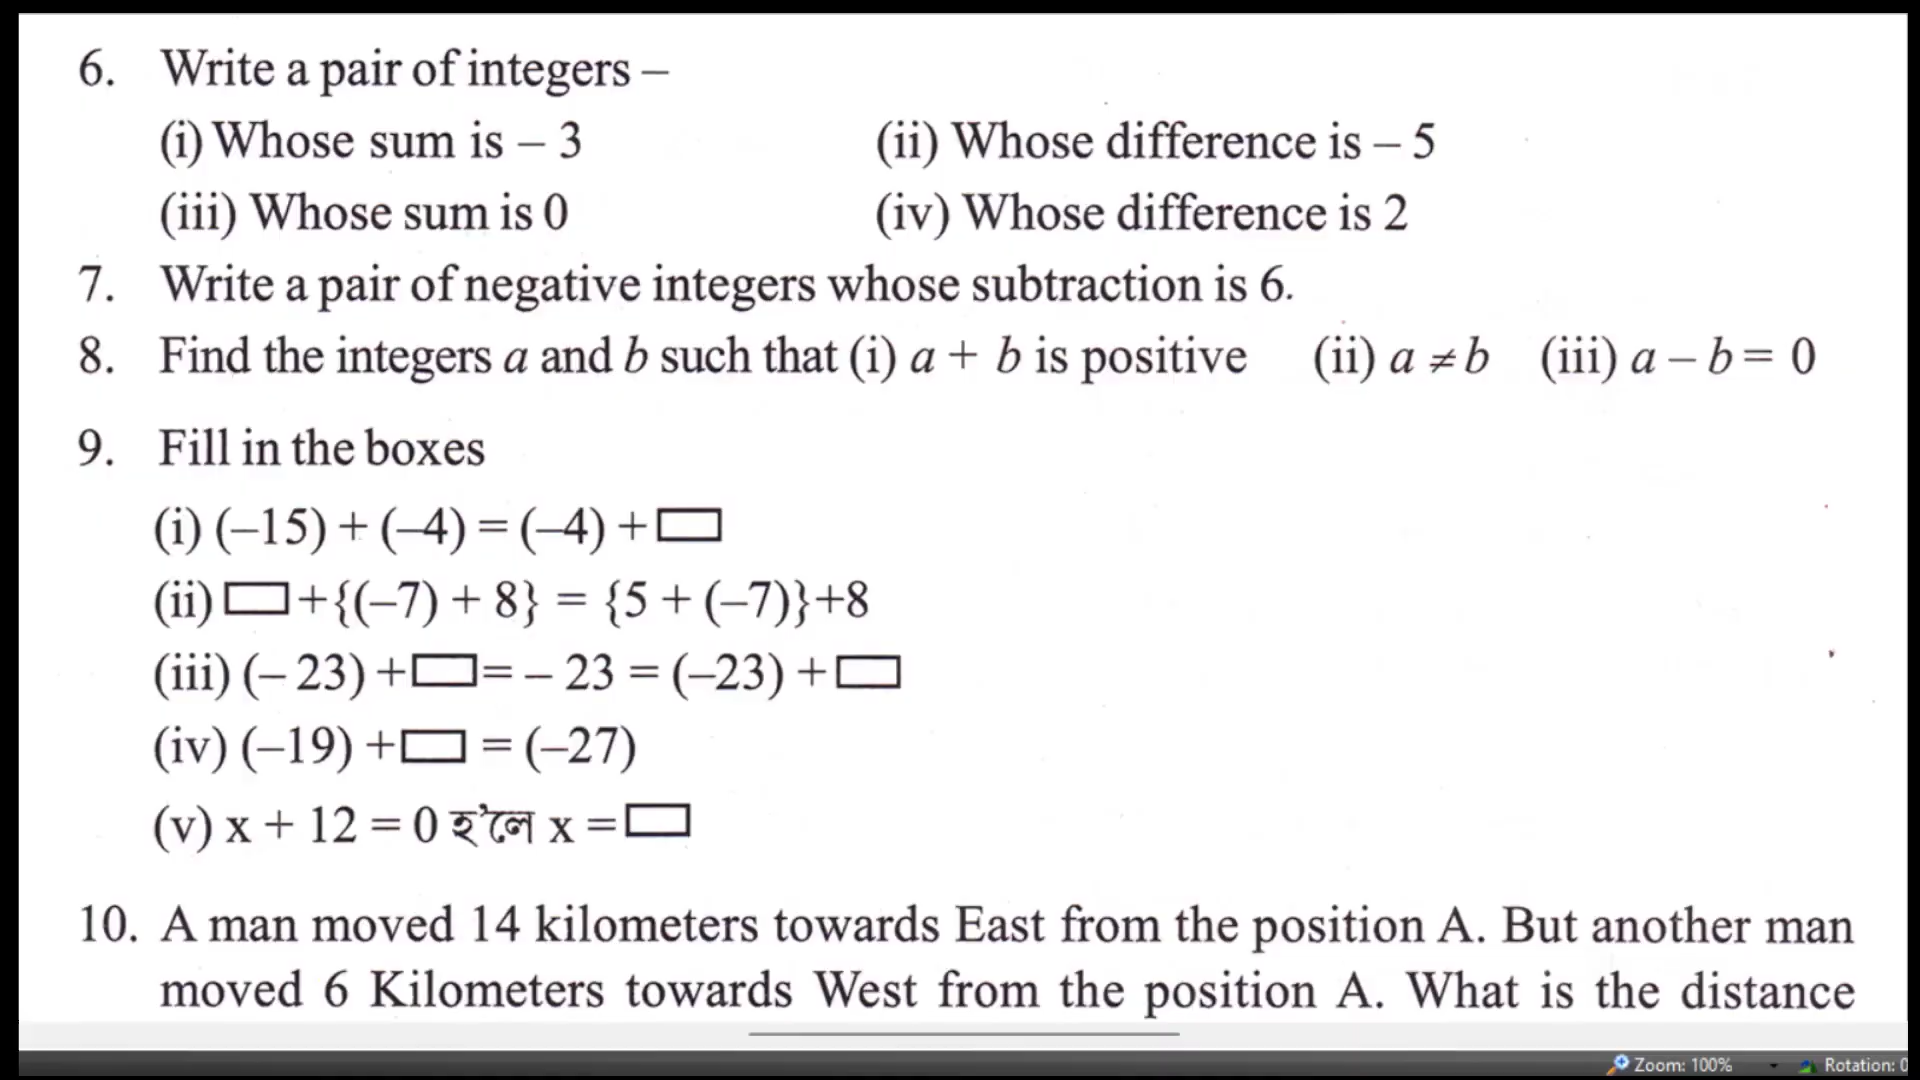 6. Write a pair of integers –
(i) Whose sum is – 3 (ii) Whose difference is – 5
(iii) Whose sum is 0 (iv) Whose difference is 2
7. Write a pair of negative integers whose subtraction is 6.
8. Find the integers a and b such that (i) a + b is positive (ii) a ≠ b (iii) a – b = 0
9. Fill in the boxes
(i) (–15) + (–4) = (–4) + □
(ii) □ + {(–7) + 8} = {5 + (–7)}+8
(iii) (– 23) + □ = – 23 = (–23) + □
(iv) (–19) + □ = (–27)
(v) x + 12 = 0 হ’লে x = □
10. A man moved 14 kilometers towards East from the position A. But another man
moved 6 Kilometers towards West from the position A. What is the distance
Zoom: 100% Rotation: 0